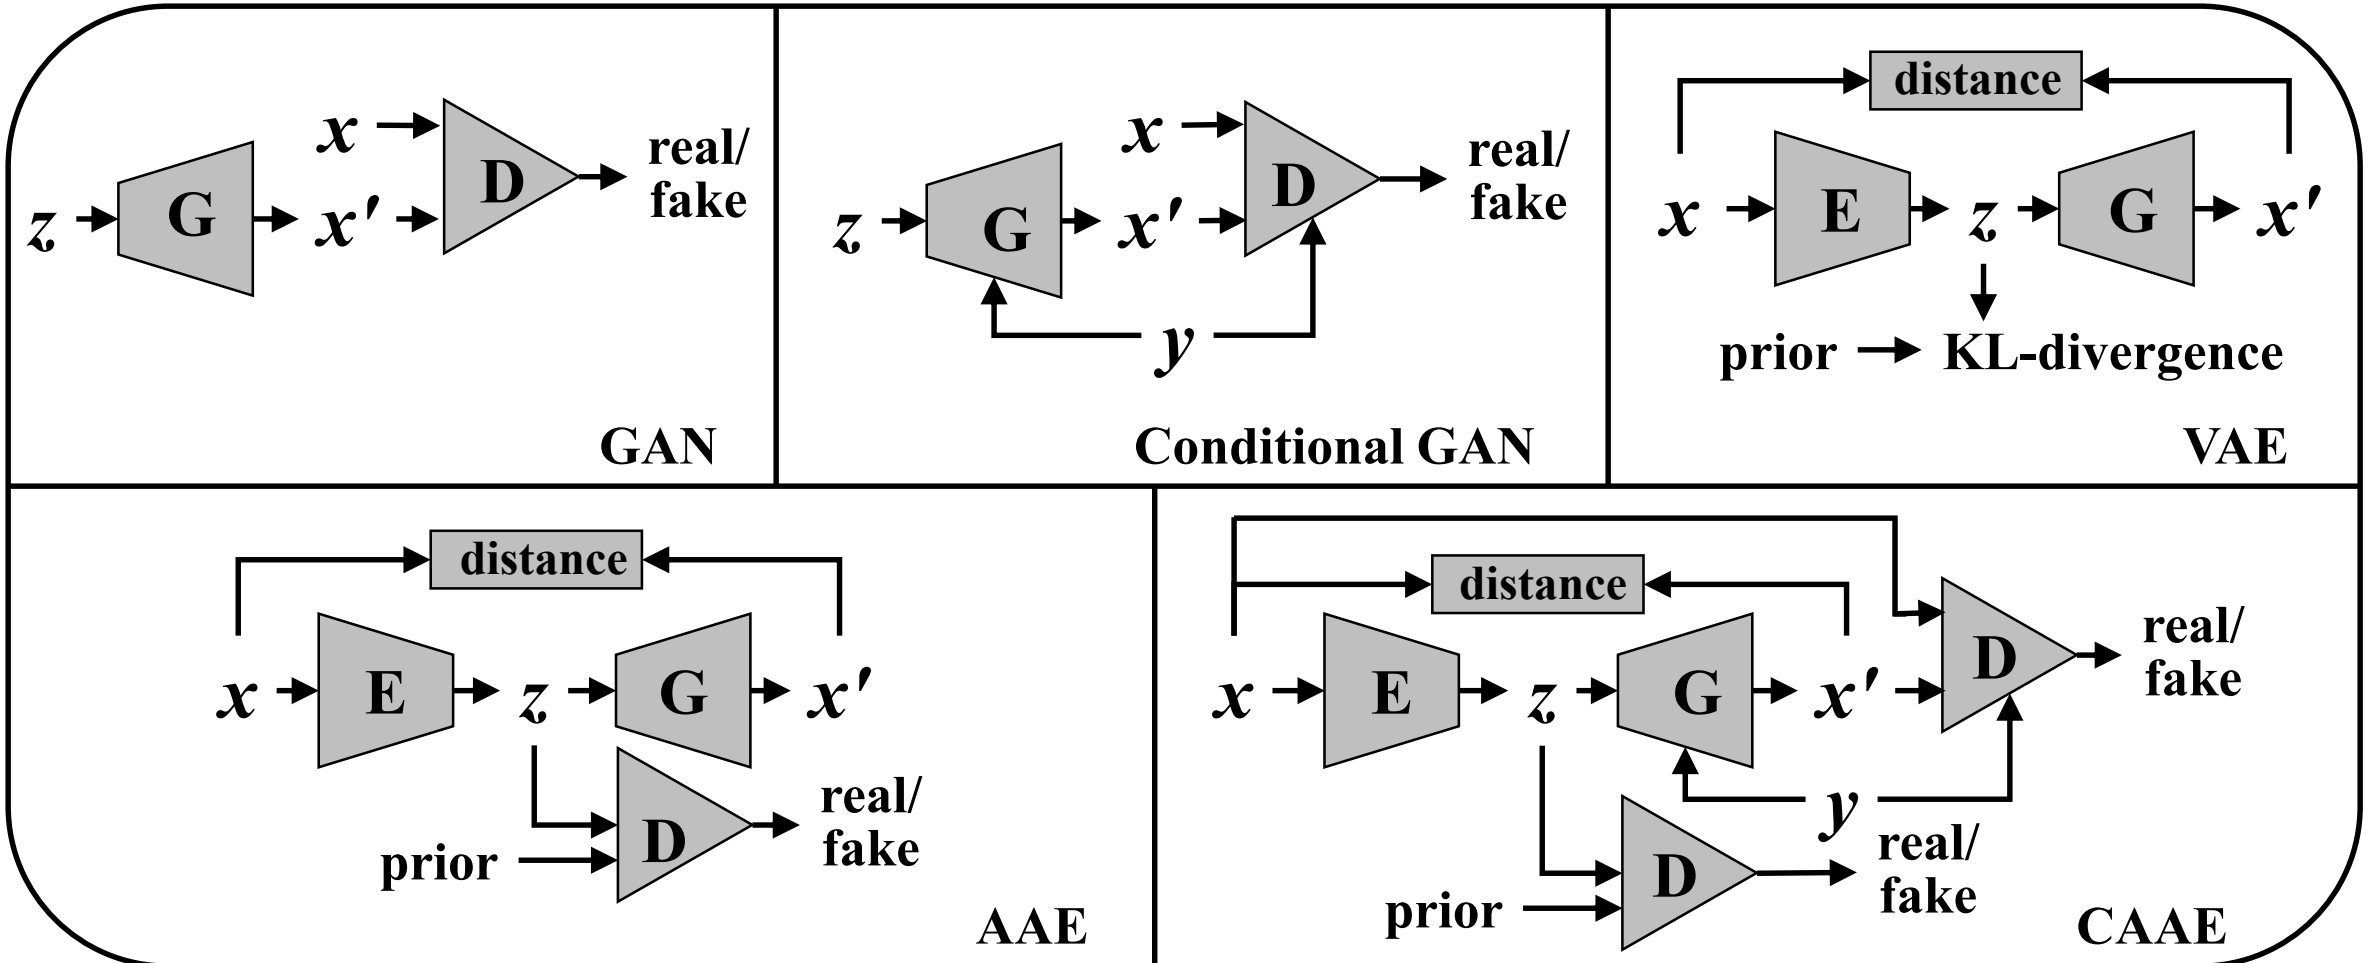 x
real/
fake
z
G
x'
D
GAN
x
real/
fake
z
G
x'
D
y
Conditional GAN
distance
x
E
z
G
x'
prior
KL-divergence
VAE
distance
x
E
z
G
x'
D
real/
fake
prior
AAE
distance
x
E
z
G
x'
D
real/
fake
y
D
real/
fake
prior
CAAE